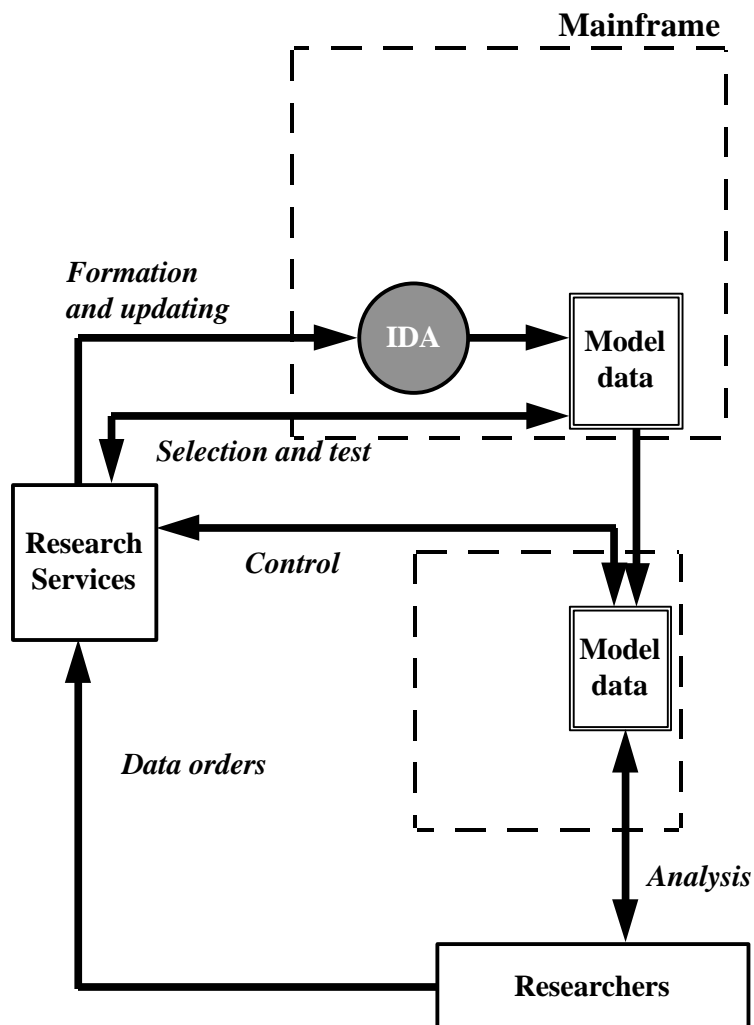 Mainframe
Formation
and updating
IDA
Model
data
Selection and test
Research
Services
Control
Model
data
Data orders
Analysis
Researchers